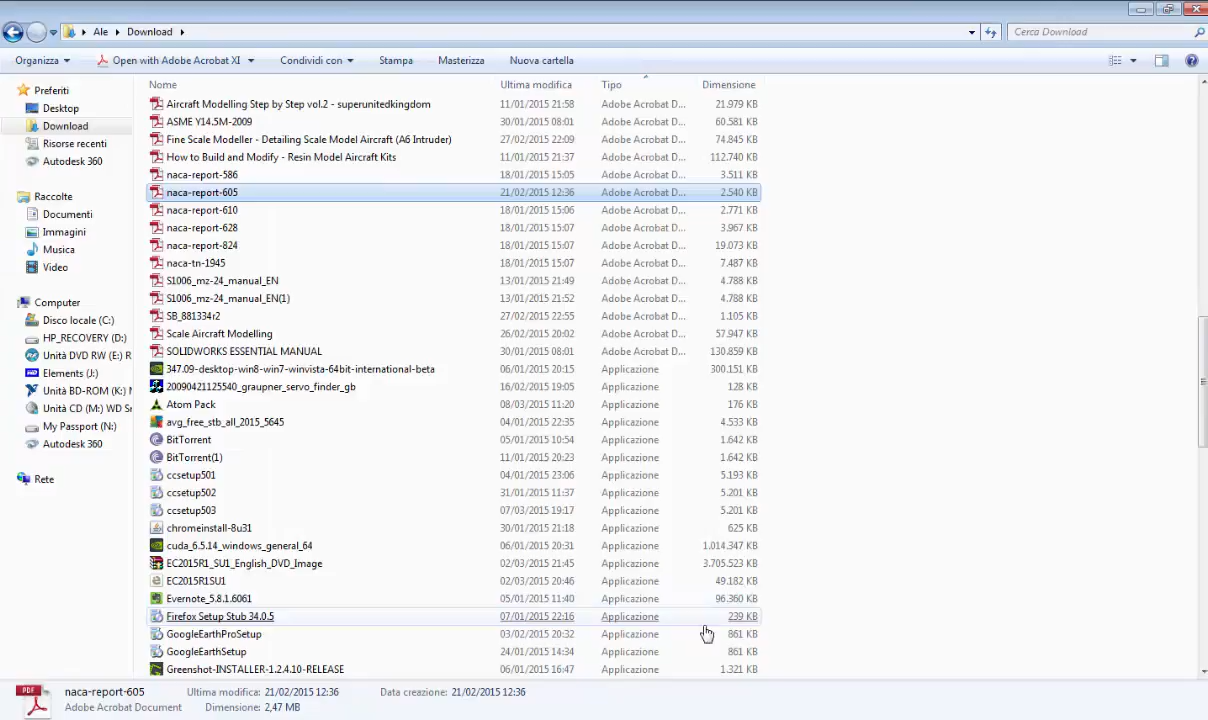 Ale Download
Cerca Download
Organizza Open with Adobe Acrobat XI Condividi con Stampa Masterizza Nuova cartella
Nome Ultima modifica Tipo Dimensione
Preferiti
Desktop
Download
Risorse recenti
Autodesk 360
Raccolte
Documenti
Immagini
Musica
Video
Computer
Disco locale (C:)
HP_RECOVERY (D:)
Unità DVD RW (E:) R
Elements (J:)
Unità BD-ROM (K:)
Unità CD (M:) WD
My Passport (N:)
Autodesk 360
Rete
Aircraft Modelling Step by Step vol.2 - superunitedkingdom 11/01/2015 21:58 Adobe Acrobat D... 21.979 KB
ASME Y14.5M-2009 30/01/2015 08:01 Adobe Acrobat D... 60.581 KB
Fine Scale Modeller - Detailing Scale Model Aircraft (A6 Intruder) 27/02/2015 22:09 Adobe Acrobat D... 74.845 KB
How to Build and Modify - Resin Model Aircraft Kits 11/01/2015 21:37 Adobe Acrobat D... 112.740 KB
naca-report-586 18/01/2015 15:05 Adobe Acrobat D... 3.511 KB
naca-report-605 21/02/2015 12:36 Adobe Acrobat D... 2.540 KB
naca-report-610 18/01/2015 15:06 Adobe Acrobat D... 2.771 KB
naca-report-628 18/01/2015 15:07 Adobe Acrobat D... 3.967 KB
naca-report-824 18/01/2015 15:07 Adobe Acrobat D... 19.073 KB
naca-tn-1945 18/01/2015 15:07 Adobe Acrobat D... 7.487 KB
S1006_mz-24_manual_EN 13/01/2015 21:49 Adobe Acrobat D... 4.788 KB
S1006_mz-24_manual_EN(1) 13/01/2015 21:52 Adobe Acrobat D... 4.788 KB
SB_881334r2 27/02/2015 22:55 Adobe Acrobat D... 1.105 KB
Scale Aircraft Modelling 26/02/2015 20:02 Adobe Acrobat D... 57.947 KB
SOLIDWORKS ESSENTIAL MANUAL 30/01/2015 08:01 Adobe Acrobat D... 130.859 KB
347.09-desktop-win8-win7-winvista-64bit-international-beta 06/01/2015 20:15 Applicazione 300.151 KB
20090421125540_graupner_servo_finder_gb 16/02/2015 19:05 Applicazione 128 KB
Atom Pack 08/03/2015 11:20 Applicazione 176 KB
avg_free_stb_all_2015_5645 04/01/2015 22:35 Applicazione 4.533 KB
BitTorrent 05/01/2015 10:54 Applicazione 1.642 KB
BitTorrent(1) 11/01/2015 20:23 Applicazione 1.642 KB
ccsetup501 04/01/2015 23:06 Applicazione 5.193 KB
ccsetup502 31/01/2015 11:37 Applicazione 5.201 KB
ccsetup503 07/03/2015 19:17 Applicazione 5.201 KB
chromeinstall-8u31 30/01/2015 21:18 Applicazione 625 KB
cuda_6.5.14_windows_general_64 06/01/2015 20:31 Applicazione 1.014.347 KB
EC2015R1_SU1_English_DVD_Image 02/03/2015 21:45 Applicazione 3.705.523 KB
EC2015R1SU1 02/03/2015 20:46 Applicazione 49.182 KB
Evernote_5.8.1.6061 05/01/2015 11:40 Applicazione 96.360 KB
Firefox Setup Stub 34.0.5 07/01/2015 22:16 Applicazione 239 KB
GoogleEarthProSetup 03/02/2015 20:32 Applicazione 861 KB
GoogleEarthSetup 24/01/2015 14:34 Applicazione 861 KB
Greenshot-INSTALLER-1.2.4.10-RELEASE 06/01/2015 16:47 Applicazione 1.321 KB
PDF naca-report-605 Ultima modifica: 21/02/2015 12:36 Data creazione: 21/02/2015 12:36
Adobe Acrobat Document Dimensione: 2,47 MB